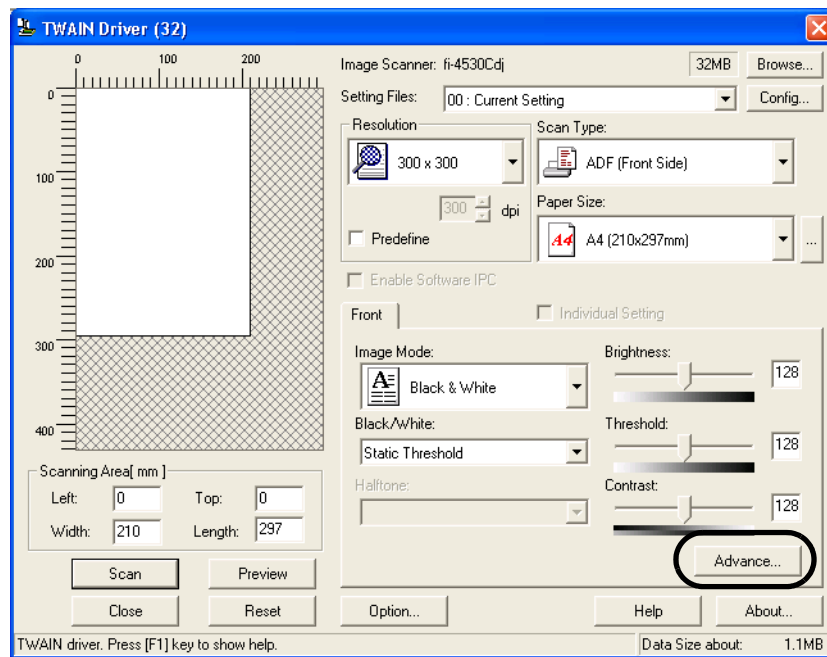 TWAIN Driver (32)
0 100 200
0
100
200
300
400
Image Scanner: fi-4530Cdj 32MB Browse...
Setting Files: 00 : Current Setting Config...
Resolution
300 x 300
300 dpi
Predefine
Scan Type:
ADF (Front Side)
Paper Size:
A4 A4 (210x297mm) ...
Enable Software IPC
Front Individual Setting
Image Mode:
A Black & White
Black/White:
Static Threshold
Halftone:
Brightness:
128
Threshold:
128
Contrast:
128
Advance...
Scanning Area[ mm ]
Left: 0 Top: 0
Width: 210 Length: 297
Scan Preview
Close Reset Option... Help About...
TWAIN driver. Press [F1] key to show help. Data Size about: 1.1MB